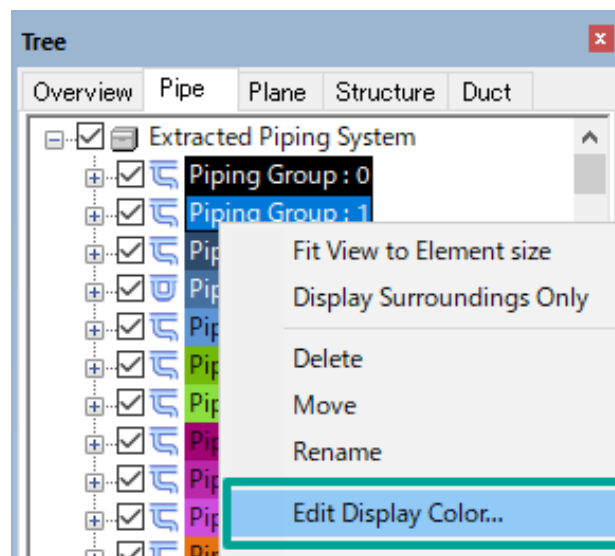 Tree
Overview Pipe Plane Structure Duct
Extracted Piping System
Piping Group : 0
Piping Group : 1
Fit View to Element size
Display Surroundings Only
Delete
Move
Rename
Edit Display Color...